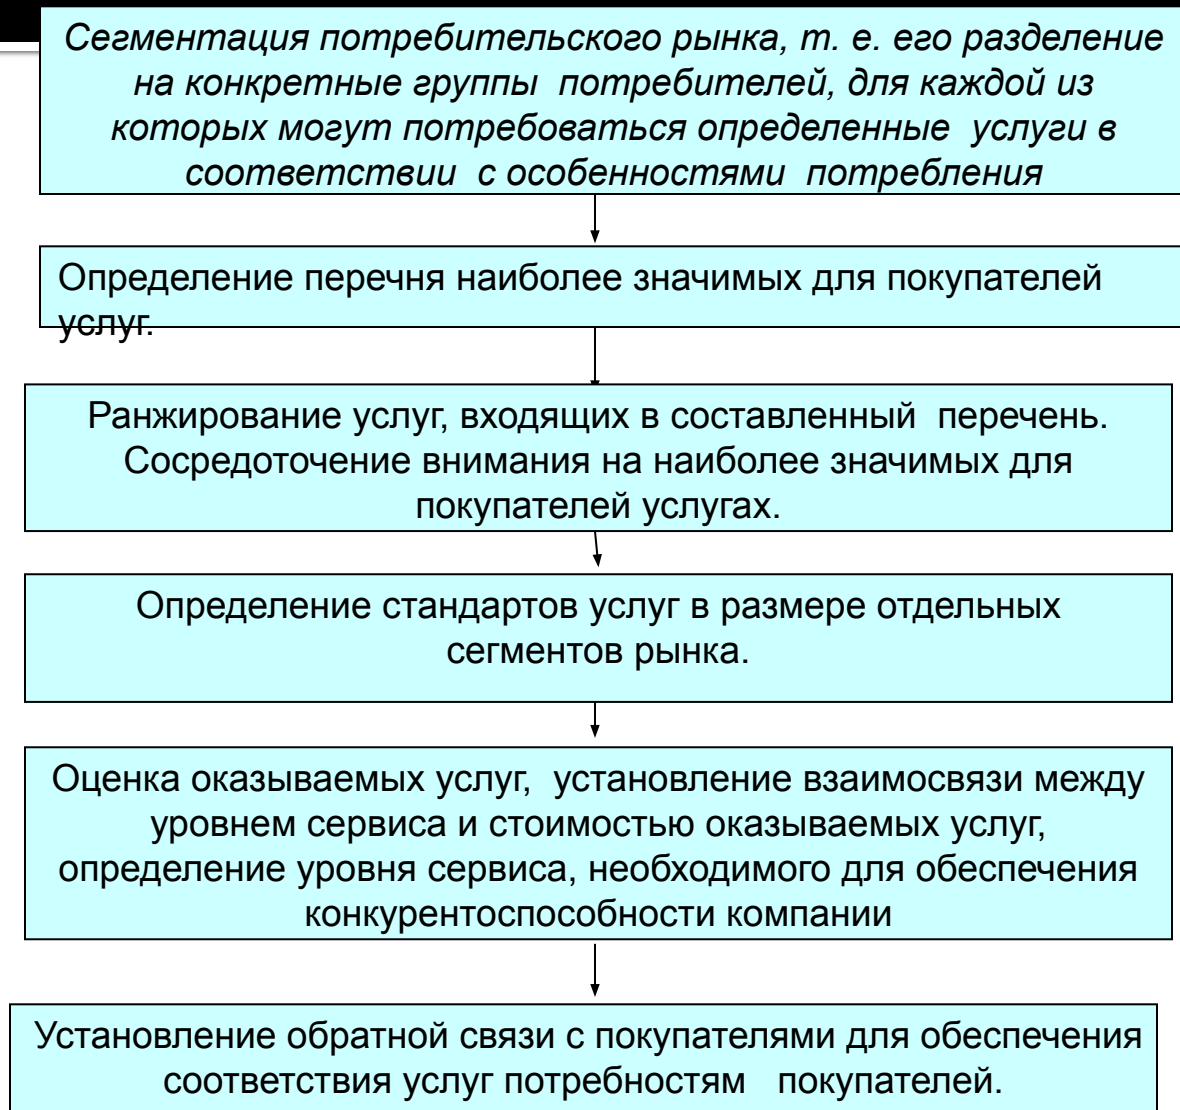 Сегментация потребительского рынка, т. е. его разделение
на конкретные группы потребителей, для каждой из
которых могут потребоваться определенные услуги в
соответствии с особенностями потребления
Определение перечня наиболее значимых для покупателей
услуг.
Ранжирование услуг, входящих в составленный перечень.
Сосредоточение внимания на наиболее значимых для
покупателей услугах.
Определение стандартов услуг в размере отдельных
сегментов рынка.
Оценка оказываемых услуг, установление взаимосвязи между
уровнем сервиса и стоимостью оказываемых услуг,
определение уровня сервиса, необходимого для обеспечения
конкурентоспособности компании
Установление обратной связи с покупателями для обеспечения
соответствия услуг потребностям покупателей.